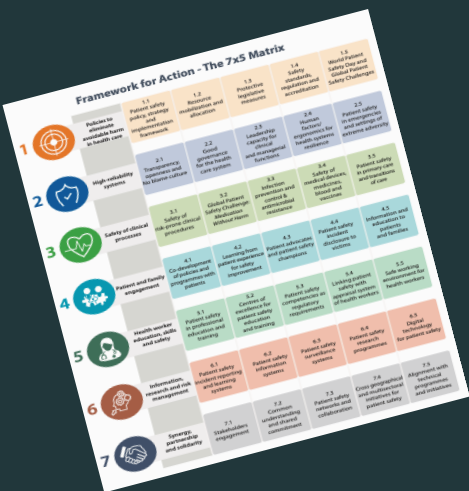 Framework for Action - The 7x5 Matrix
1
Policies to
eliminate
avoidable harm
in health care
1.1
Patient safety
policy, strategy
and
implementation
framework
1.2
Resource
mobilization and
allocation
1.3
Protective
legislative
measures
1.4
Safety
standards,
regulation and
accreditation
1.5
World Patient
Safety Day and
Global Patient
Safety Challenges
2
High-reliability
systems
2.1
Transparency,
openness and
No blame culture
2.2
Good
governance
for the health
care system
2.3
Leadership
capacity for
clinical
and managerial
functions
2.4
Human
factors/
ergonomics for
health systems
resilience
2.5
Patient safety
in emergencies
and settings of
extreme adversity
3
Safety of clinical
processes
3.1
Safety of
risk-prone clinical
procedures
3.2
Global Patient
Safety Challenge:
Medication
Without Harm
3.3
Infection
prevention and
control &
antimicrobial
resistance
3.4
Safety
of medical devices,
medicines,
blood and
vaccines
3.5
Patient safety
in primary care
and transitions
of care
4
Patient and family
engagement
4.1
Co-development
of policies and
programmes with
patients
4.2
Learning from
patient experience
for safety
improvement
4.3
Patient advocates
and patient safety
champions
4.4
Patient safety
incident
disclosure to
victims
4.5
Information and
education
to patients
and families
5
Health worker
education, skills
and safety
5.1
Patient safety
in professional
education and
training
5.2
Centres of
excellence for
patient safety
education
and training
5.3
Patient safety
competencies as
regulatory
requirements
5.4
Linking patient
safety with
appraisal system
of health workers
5.5
Safe working
environment for
health workers
6
Information,
research and risk
management
6.1
Patient safety
incident reporting
and learning
systems
6.2
Patient safety
information
systems
6.3
Patient safety
surveillance
systems
6.4
Patient safety
research
programmes
6.5
Digital
technology
for patient safety
7
Synergy,
partnership
and solidarity
7.1
Stakeholders
engagement
7.2
Common
understanding
and shared
commitment
7.3
Patient safety
networks and
collaboration
7.4
Cross geographical
and multisectoral
initiatives for
patient safety
7.5
Alignment with
technical
programmes
and initiatives